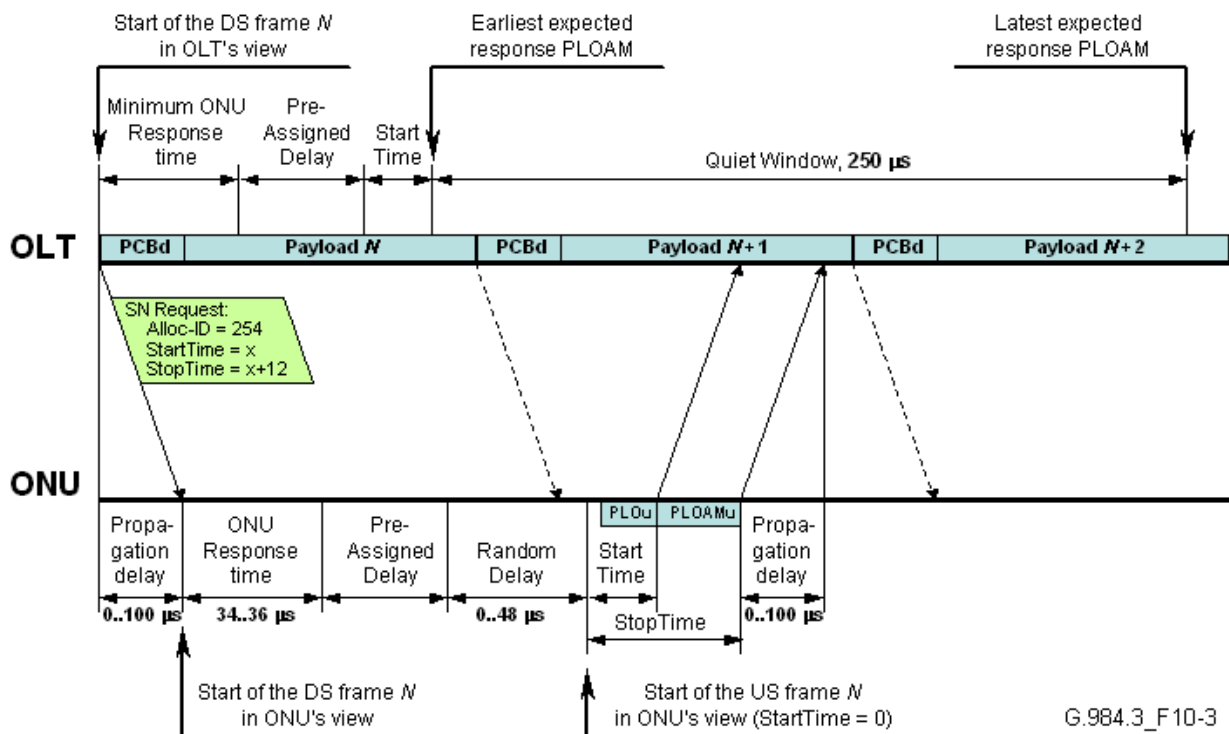 Start of the DS frame N
in OLT's view
Earliest expected
response PLOAM
Latest expected
response PLOAM
Minimum ONU
Response
time
Pre-
Assigned
Delay
Start
Time
Quiet Window, 250 µs
OLT
PCBd
Payload N
PCBd
Payload N+1
PCBd
Payload N+2
SN Request:
Alloc-ID = 254
StartTime = x
StopTime = x+12
ONU
PLOu
PLOAMu
Propa-
gation
delay
0..100 µs
ONU
Response
time
34..36 µs
Pre-
Assigned
Delay
Random
Delay
0..48 µs
Start
Time
StopTime
Propa-
gation
delay
0..100 µs
Start of the DS frame N
in ONU's view
Start of the US frame N
in ONU's view (StartTime = 0)
G.984.3_F10-3